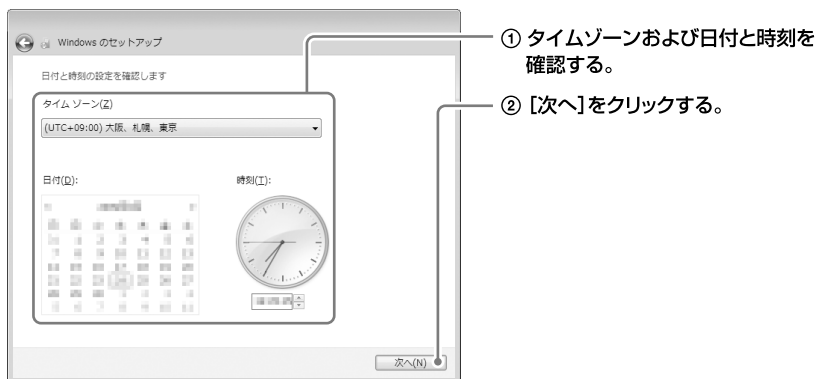 Windows のセットアップ
日付と時刻の設定を確認します
タイム ゾーン(Z)
(UTC+09:00) 大阪、札幌、東京
日付(D):
時刻(T):
次へ(N)
① タイムゾーンおよび日付と時刻を
確認する。
② [次へ]をクリックする。